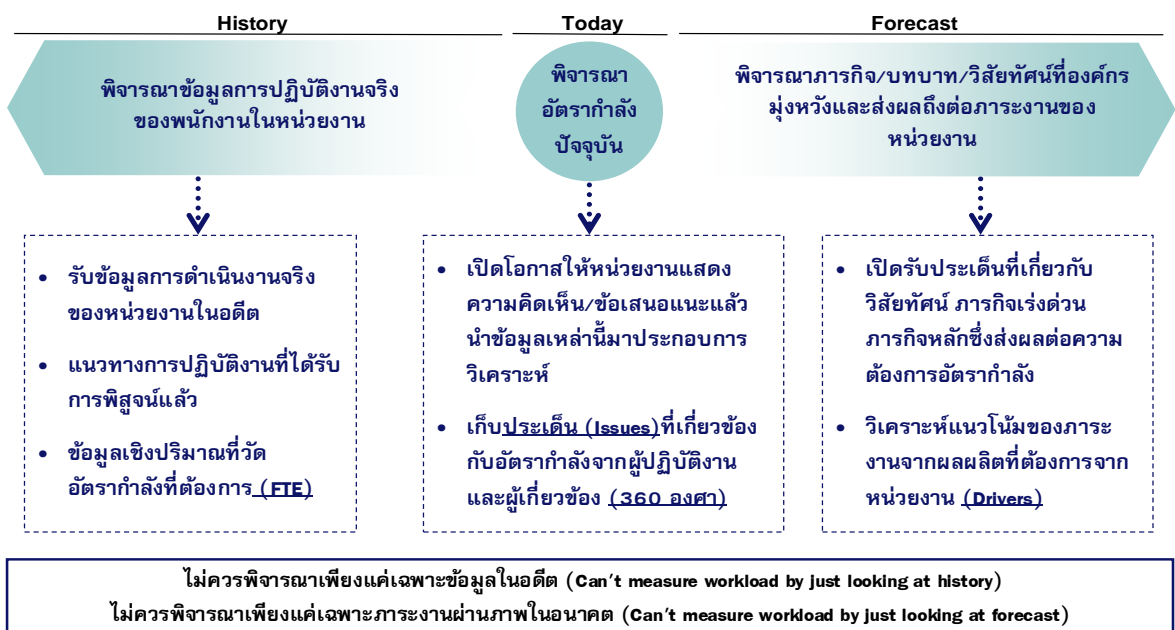 History
Today
Forecast
พิจารณาข้อมูลการปฏิบัติงานจริง
ของพนักงานในหน่วยงาน
พิจารณา
อัตรากำลัง
ปัจจุบัน
พิจารณาภารกิจ/บทบาท/วิสัยทัศน์ที่องค์กร
มุ่งหวังและส่งผลถึงต่อภาระงานของ
หน่วยงาน
• รับข้อมูลการดำเนินงานจริง
ของหน่วยงานในอดีต
• แนวทางการปฏิบัติงานที่ได้รับ
การพิสูจน์แล้ว
• ข้อมูลเชิงปริมาณที่วัด
อัตรากำลังที่ต้องการ (FTE)
• เปิดโอกาสให้หน่วยงานแสดง
ความคิดเห็น/ข้อเสนอแนะแล้ว
นำข้อมูลเหล่านี้มาประกอบการ
วิเคราะห์
• เก็บประเด็น (Issues)ที่เกี่ยวข้อง
กับอัตรากำลังจากผู้ปฏิบัติงาน
และผู้เกี่ยวข้อง (360 องศา)
• เปิดรับประเด็นที่เกี่ยวกับ
วิสัยทัศน์ ภารกิจเร่งด่วน
ภารกิจหลักซึ่งส่งผลต่อความ
ต้องการอัตรากำลัง
• วิเคราะห์แนวโน้มของภาระ
งานจากผลผลิตที่ต้องการจาก
หน่วยงาน (Drivers)
ไม่ควรพิจารณาเพียงแค่เฉพาะข้อมูลในอดีต (Can't measure workload by just looking at history)
ไม่ควรพิจารณาเพียงแค่เฉพาะภาระงานผ่านภาพในอนาคต (Can't measure workload by just looking at forecast)